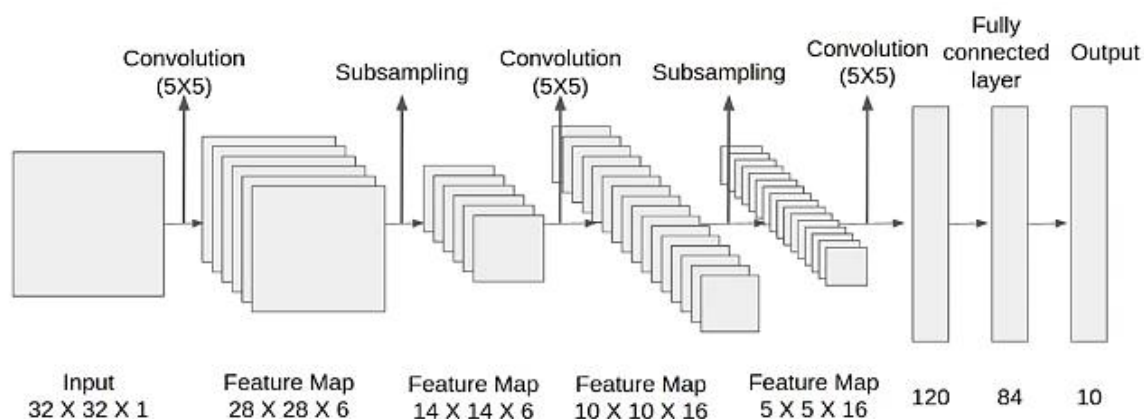 Convolution
(5X5)
Subsampling
Convolution
(5X5)
Subsampling
Convolution
(5X5)
Fully
connected
layer
Output
Input
32 X 32 X 1
Feature Map
28 X 28 X 6
Feature Map
14 X 14 X 6
Feature Map
10 X 10 X 16
Feature Map
5 X 5 X 16
120
84
10